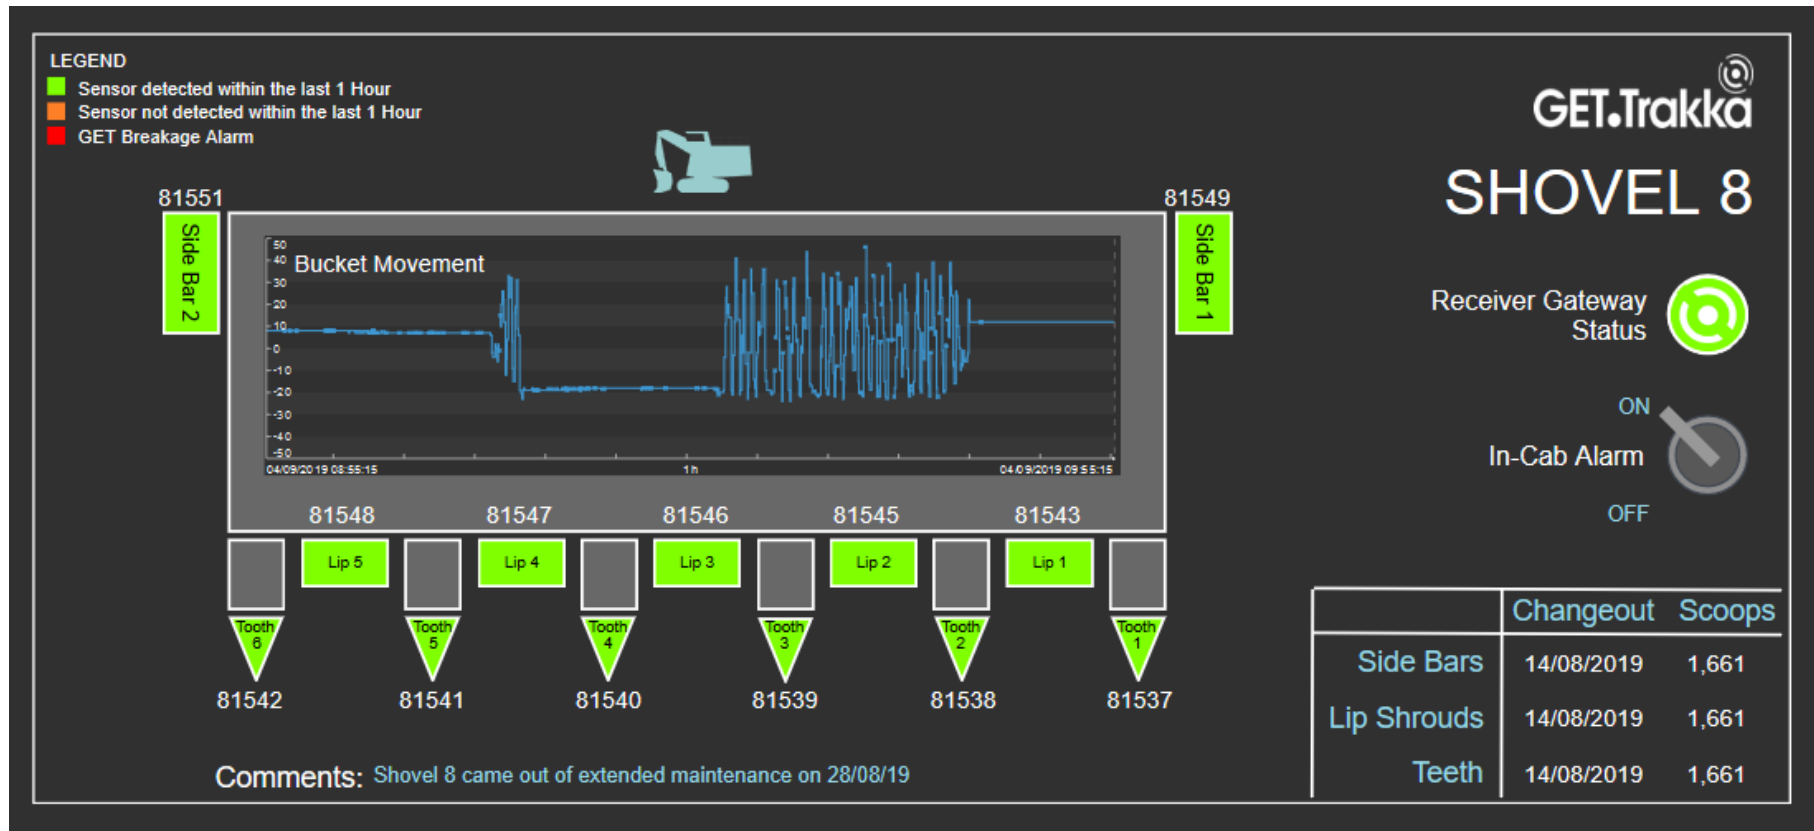 LEGEND
Sensor detected within the last 1 Hour
Sensor not detected within the last 1 Hour
GET Breakage Alarm
GET.Trakka
SHOVEL 8
81551
81549
Side Bar 2
Side Bar 1
Bucket Movement
50
40
30
20
10
0
-10
-20
-30
-40
-50
04/09/2019 08:55:15
1h
04/09/2019 09:55:15
Receiver Gateway
Status
ON
In-Cab Alarm
OFF
81548 81547 81546 81545 81543
Lip 5 Lip 4 Lip 3 Lip 2 Lip 1
Tooth 6
Tooth 5
Tooth 4
Tooth 3
Tooth 2
Tooth 1
81542 81541 81540 81539 81538 81537
Changeout Scoops
Side Bars 14/08/2019 1,661
Lip Shrouds 14/08/2019 1,661
Teeth 14/08/2019 1,661
Comments: Shovel 8 came out of extended maintenance on 28/08/19